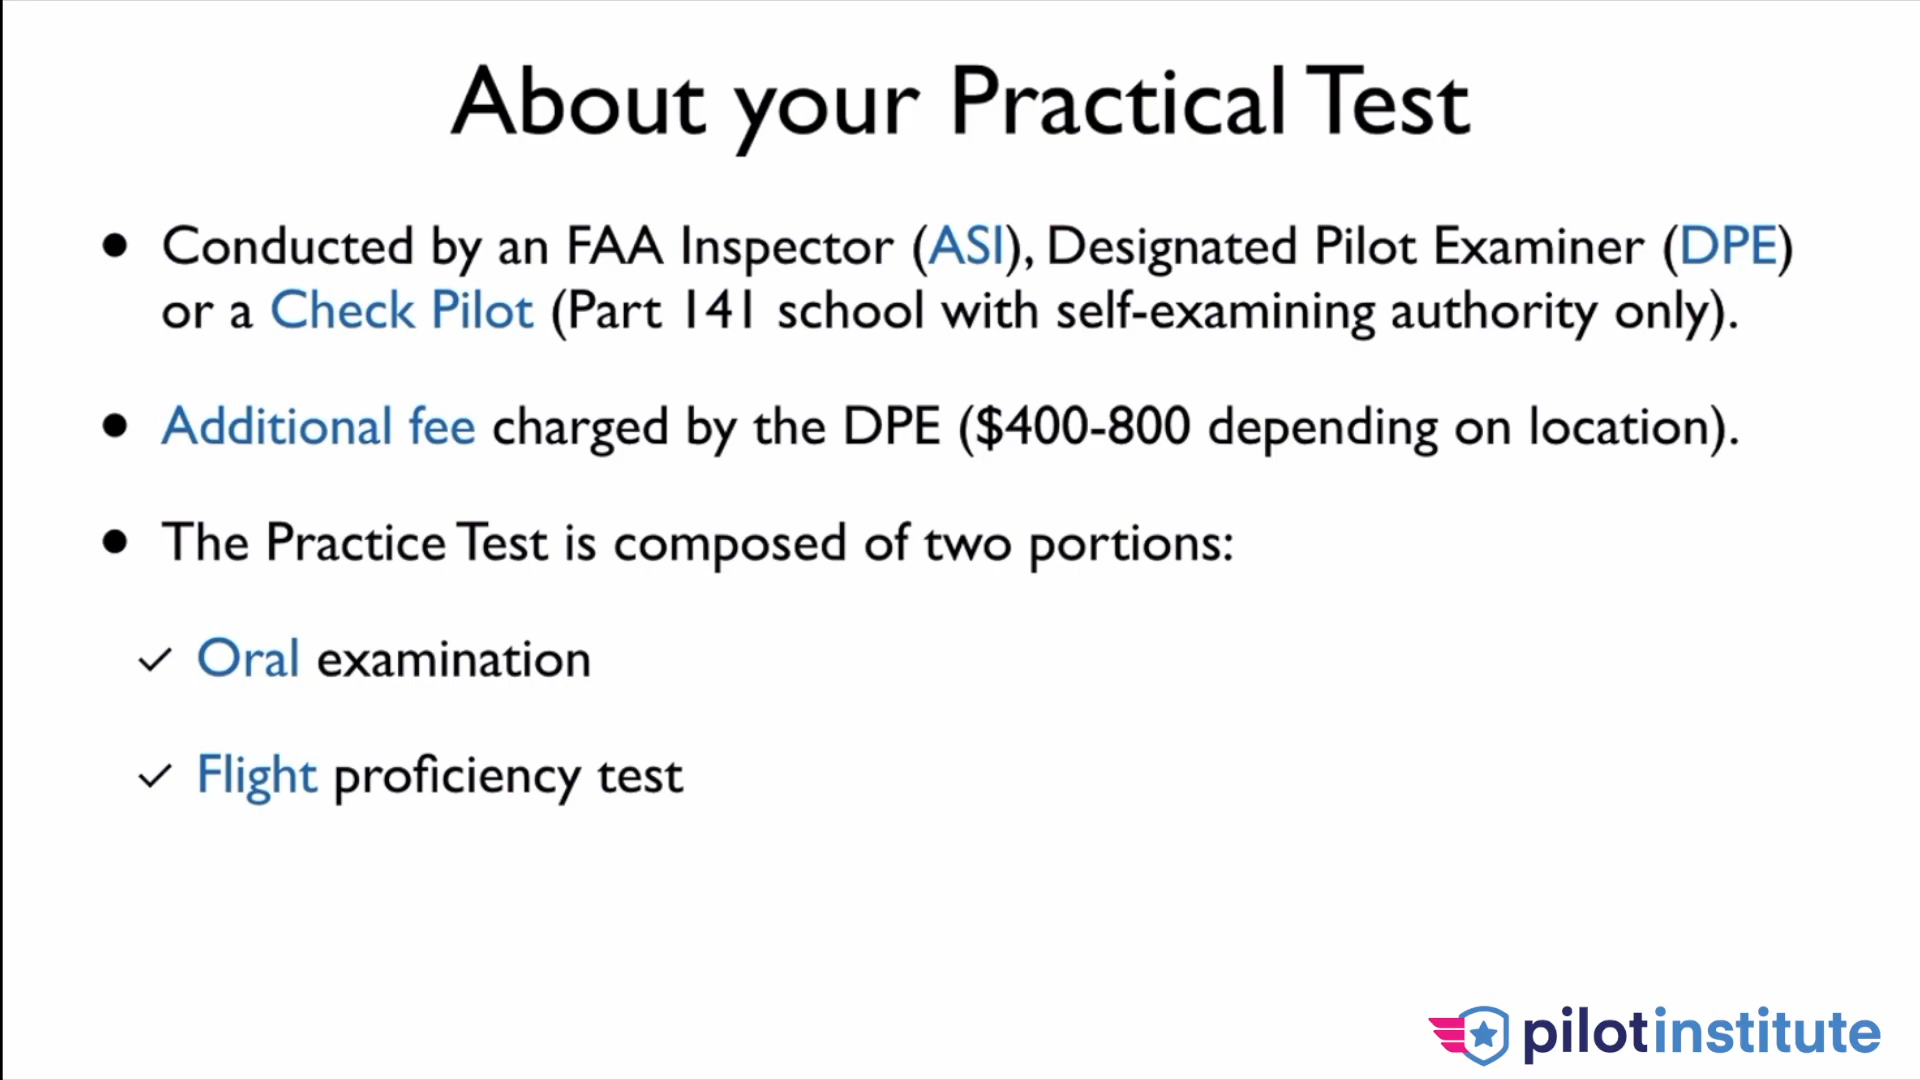 About your Practical Test
● Conducted by an FAA Inspector (ASI), Designated Pilot Examiner (DPE)
or a Check Pilot (Part 141 school with self-examining authority only).
● Additional fee charged by the DPE ($400-800 depending on location).
● The Practice Test is composed of two portions:
✓ Oral examination
✓ Flight proficiency test
pilotinstitute